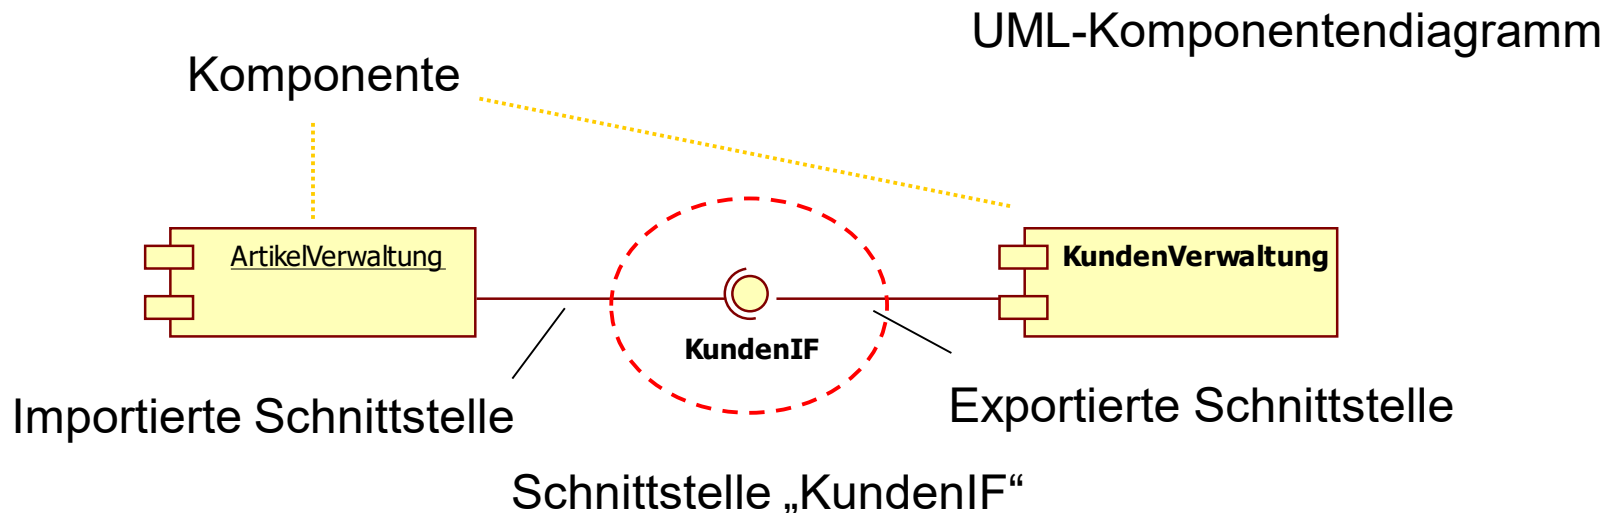 UML-Komponentendiagramm
Komponente
ArtikelVerwaltung
KundenVerwaltung
KundenIF
Importierte Schnittstelle
Exportierte Schnittstelle
Schnittstelle „KundenIF“